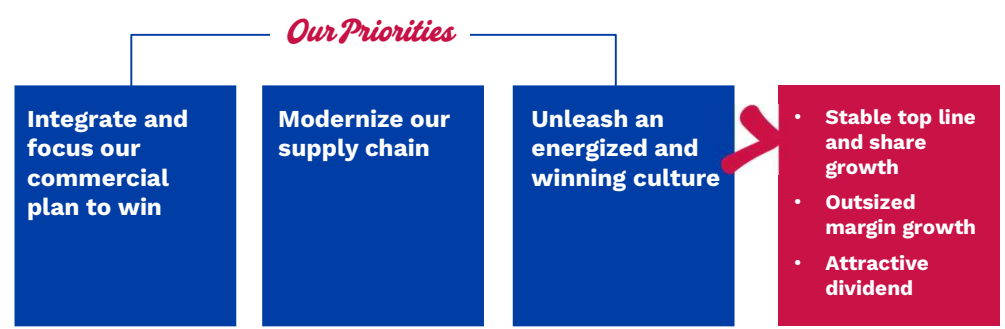 Our Priorities
Integrate and
focus our
commercial
plan to win
Modernize our
supply chain
Unleash an
energized and
winning culture
• Stable top line
and share
growth
• Outsized
margin growth
• Attractive
dividend